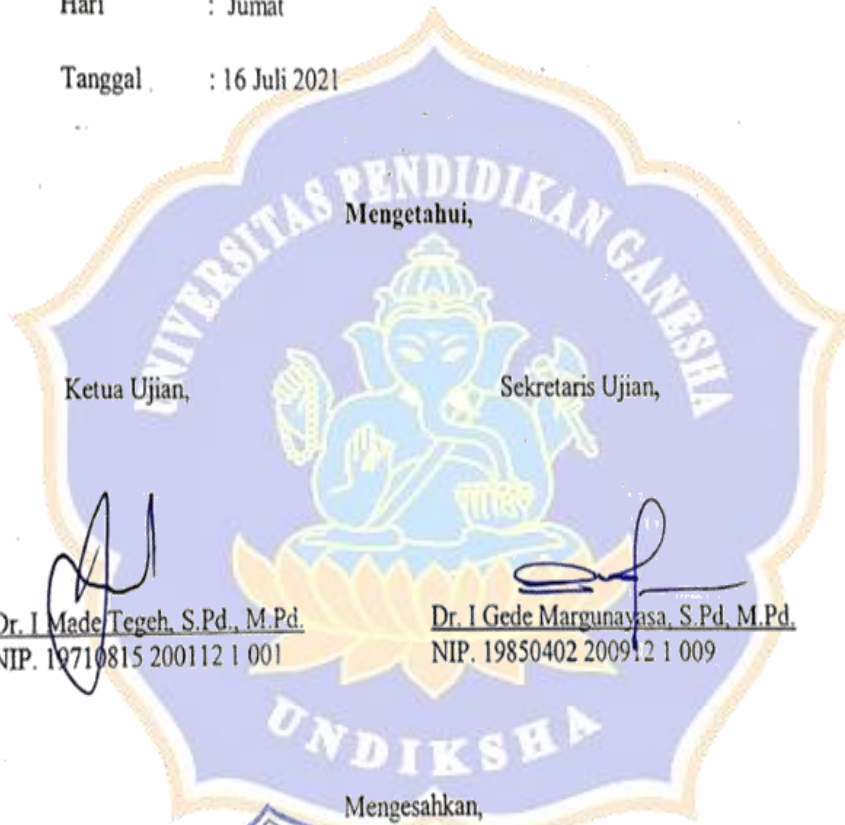 Hari : Jumat
Tanggal : 16 Juli 2021
UNIVERSITAS PENDIDIKAN GANESHA
Mengetahui,
Ketua Ujian,
Sekretaris Ujian,
Dr. I Made Tegeh, S.Pd., M.Pd.
NIP. 19710815 200112 1 001
Dr. I Gede Margunayasa, S.Pd, M.Pd.
NIP. 19850402 200912 1 009
UNDIKSHA
Mengesahkan,